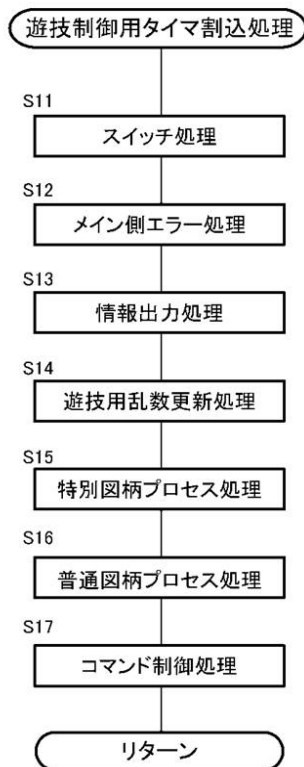 遊技制御用タイマ割込処理
S11
スイッチ処理
S12
メイン側エラー処理
S13
情報出力処理
S14
遊技用乱数更新処理
S15
特別図柄プロセス処理
S16
普通図柄プロセス処理
S17
コマンド制御処理
リターン